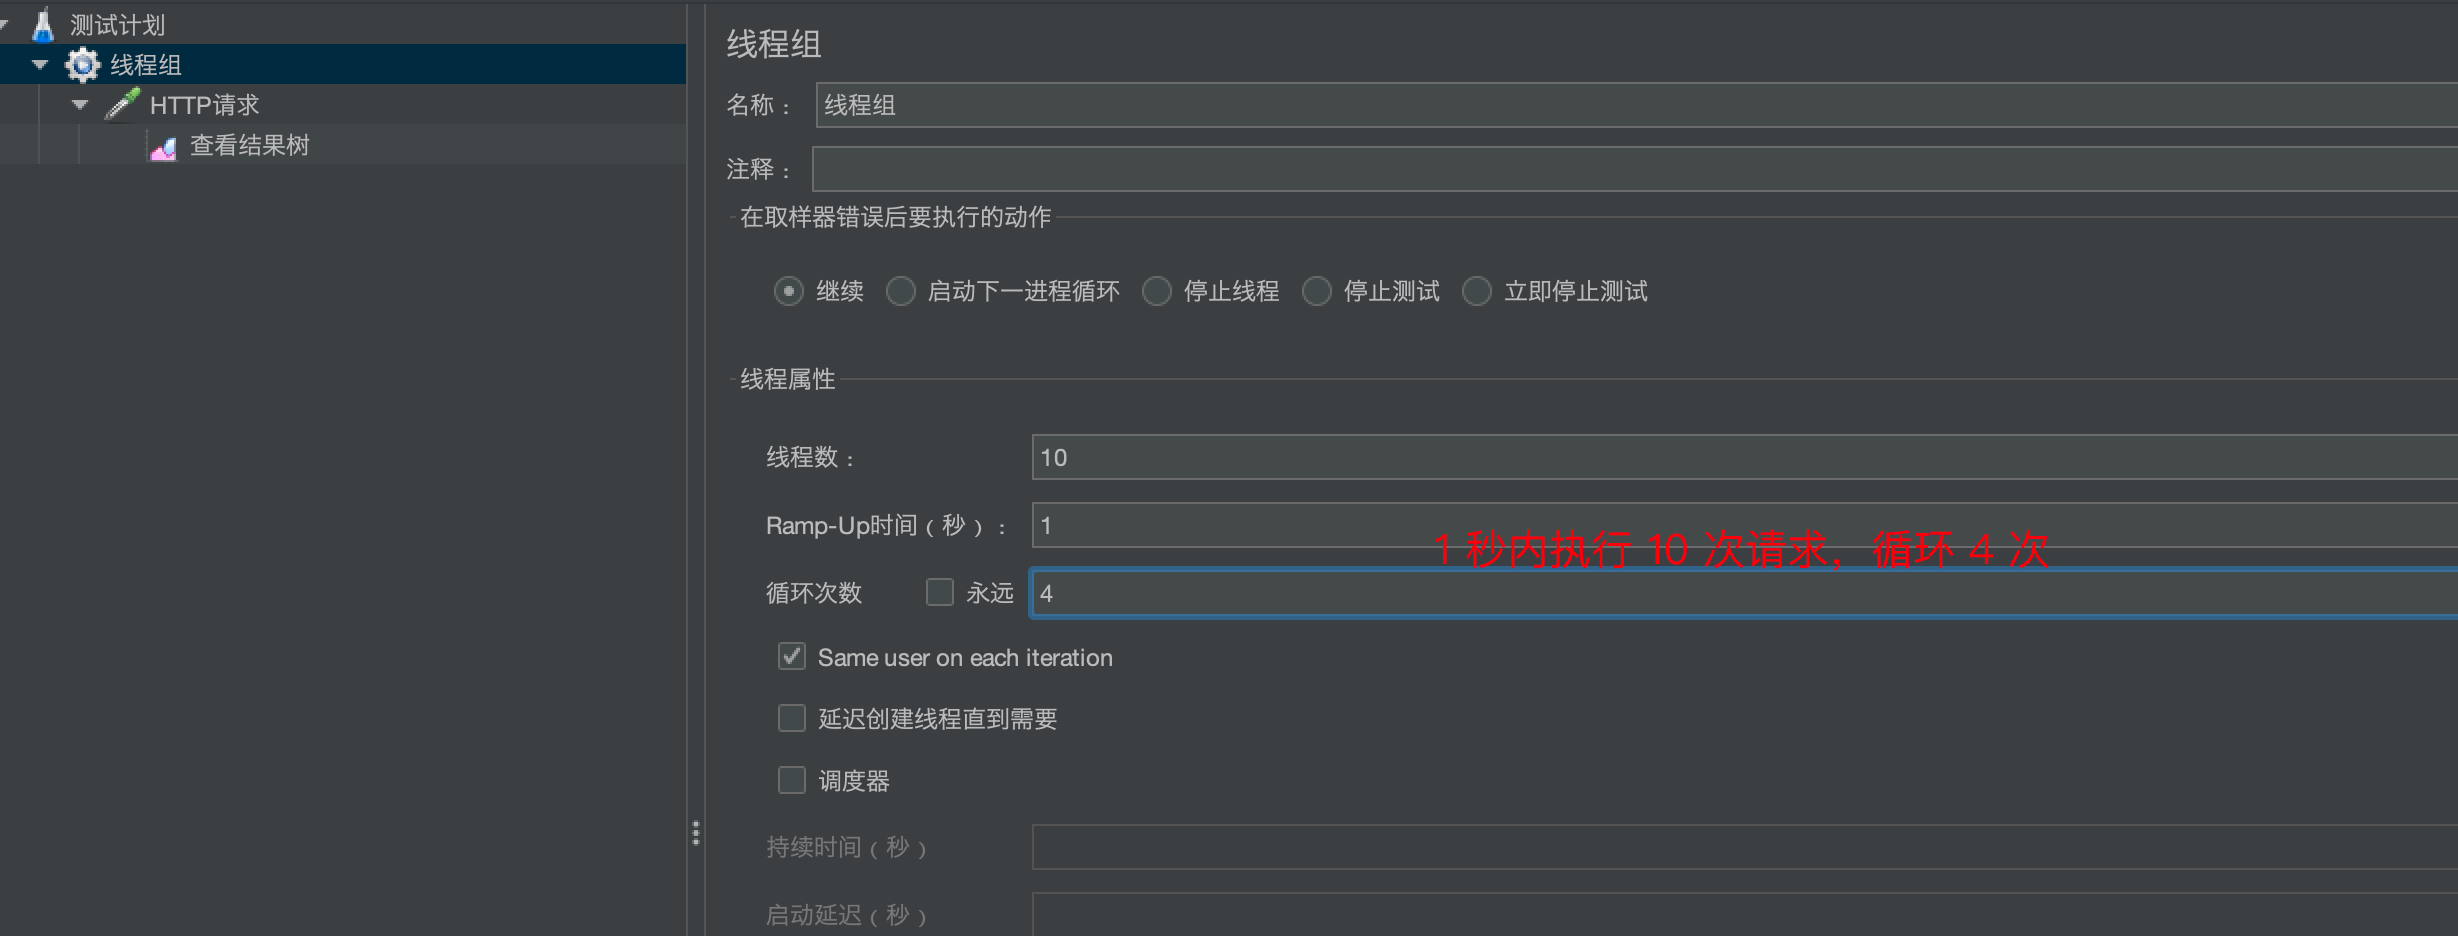 测试计划
线程组
HTTP请求
查看结果树
线程组
名称： 线程组
注释：
在取样器错误后要执行的动作
继续 启动下一进程循环 停止线程 停止测试 立即停止测试
线程属性
线程数： 10
Ramp-Up时间（秒）： 1
1 秒内执行 10 次请求，循环 4 次
循环次数 永远 4
Same user on each iteration
延迟创建线程直到需要
调度器
持续时间（秒）
启动延迟（秒）